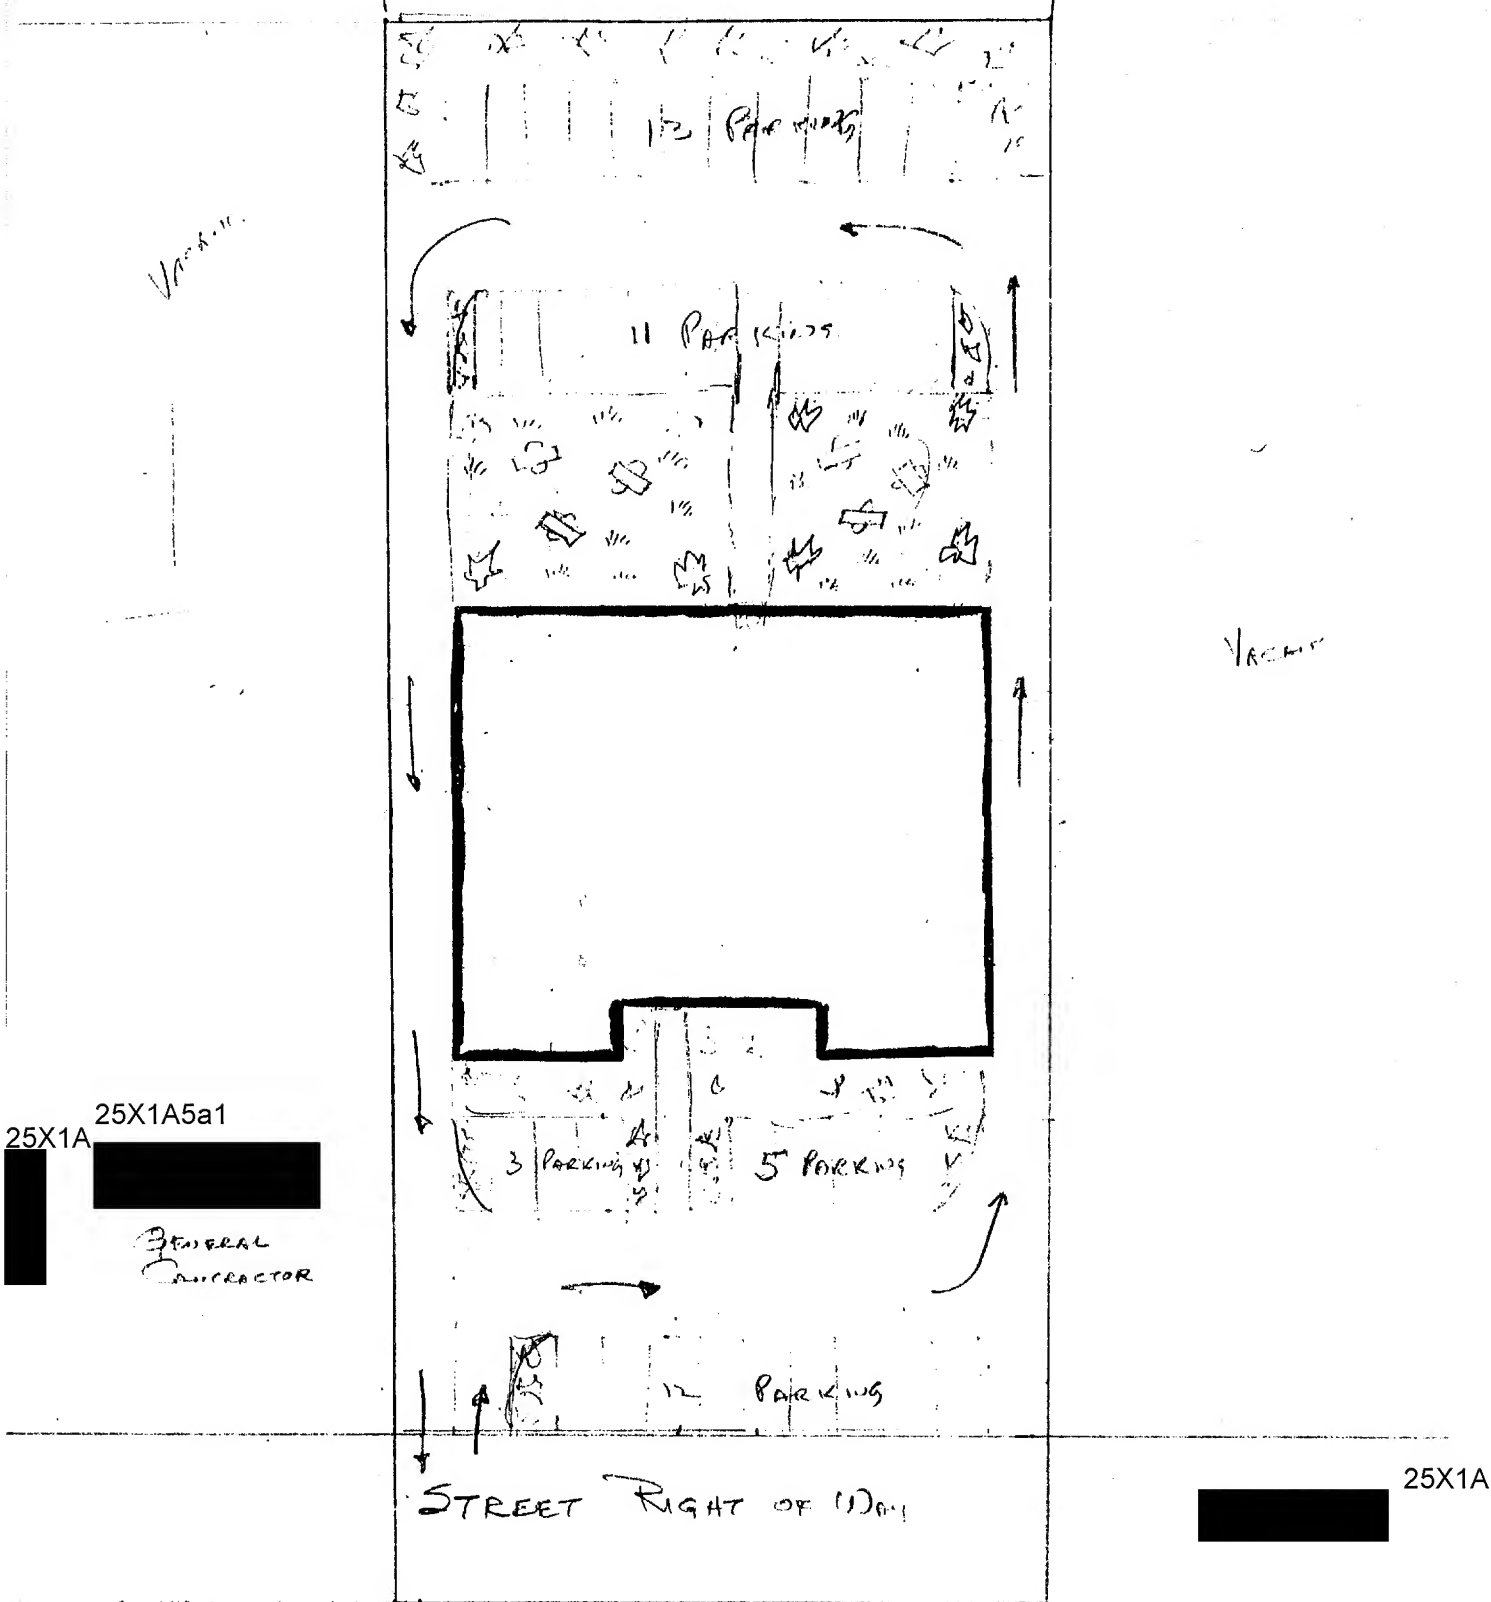 13 PARKING
VACANT
11 PARKING
VACANT
25X1A5a1
25X1A
3 PARKING
5 PARKING
GENERAL
CONTRACTOR
12 PARKING
25X1A
STREET RIGHT OF WAY